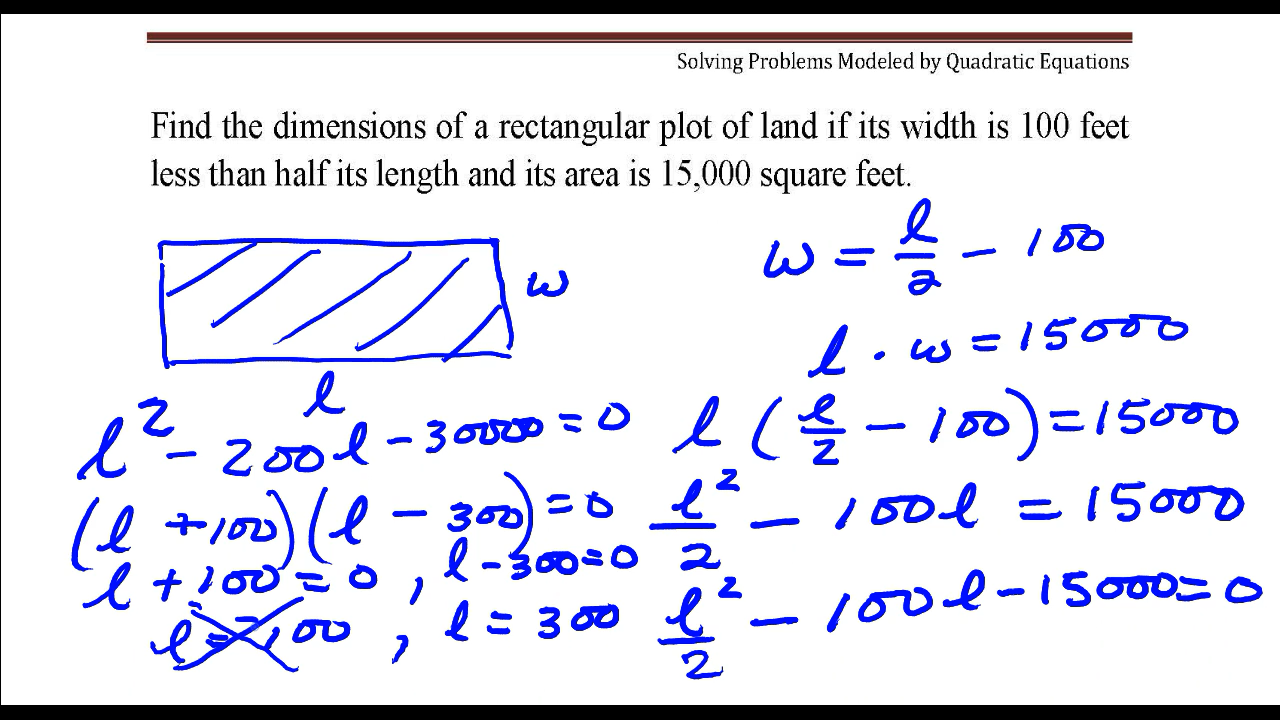 Solving Problems Modeled by Quadratic Equations
Find the dimensions of a rectangular plot of land if its width is 100 feet
less than half its length and its area is 15,000 square feet.
w
l
w = l/2 - 100
l · w = 15000
l (l/2 - 100) = 15000
l²/2 - 100l = 15000
l²/2 - 100l - 15000 = 0
l² - 200l - 30000 = 0
(l + 100)(l - 300) = 0
l + 100 = 0, l - 300 = 0
l = -100, l = 300